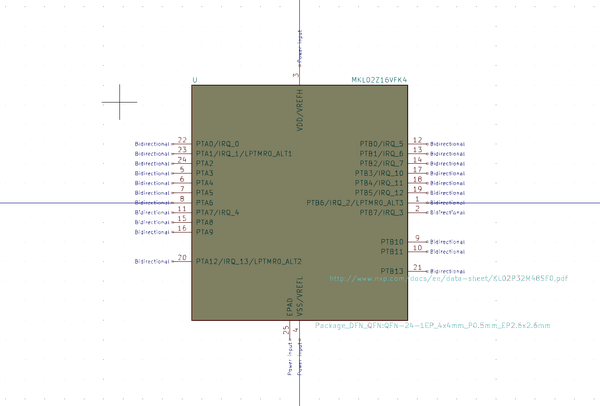 Power input
3
U
MKL02Z16VFK4
VDD/VREFH
Bidirectional 22 PTA0/IRQ_0
Bidirectional 23 PTA1/IRQ_1/LPTMR0_ALT1
Bidirectional 24 PTA2
Bidirectional 5 PTA3
Bidirectional 6 PTA4
Bidirectional 7 PTA5
Bidirectional 8 PTA6
Bidirectional 11 PTA7/IRQ_4
Bidirectional 15 PTA8
Bidirectional 16 PTA9
Bidirectional 20 PTA12/IRQ_13/LPTMR0_ALT2
PTB0/IRQ_5 12 Bidirectional
PTB1/IRQ_6 13 Bidirectional
PTB2/IRQ_7 14 Bidirectional
PTB3/IRQ_10 17 Bidirectional
PTB4/IRQ_11 18 Bidirectional
PTB5/IRQ_12 19 Bidirectional
PTB6/IRQ_2/LPTMR0_ALT3 1 Bidirectional
PTB7/IRQ_3 2 Bidirectional
PTB10 9 Bidirectional
PTB11 10 Bidirectional
PTB13 21 Bidirectional
http://www.nxp.com/docs/en/data-sheet/KL02P32M48SF0.pdf
EPAD
VSS/VREFL
Package_DFN_QFN:QFN-24-1EP_4x4mm_P0.5mm_EP2.6x2.6mm
25
4
Power input
Power input